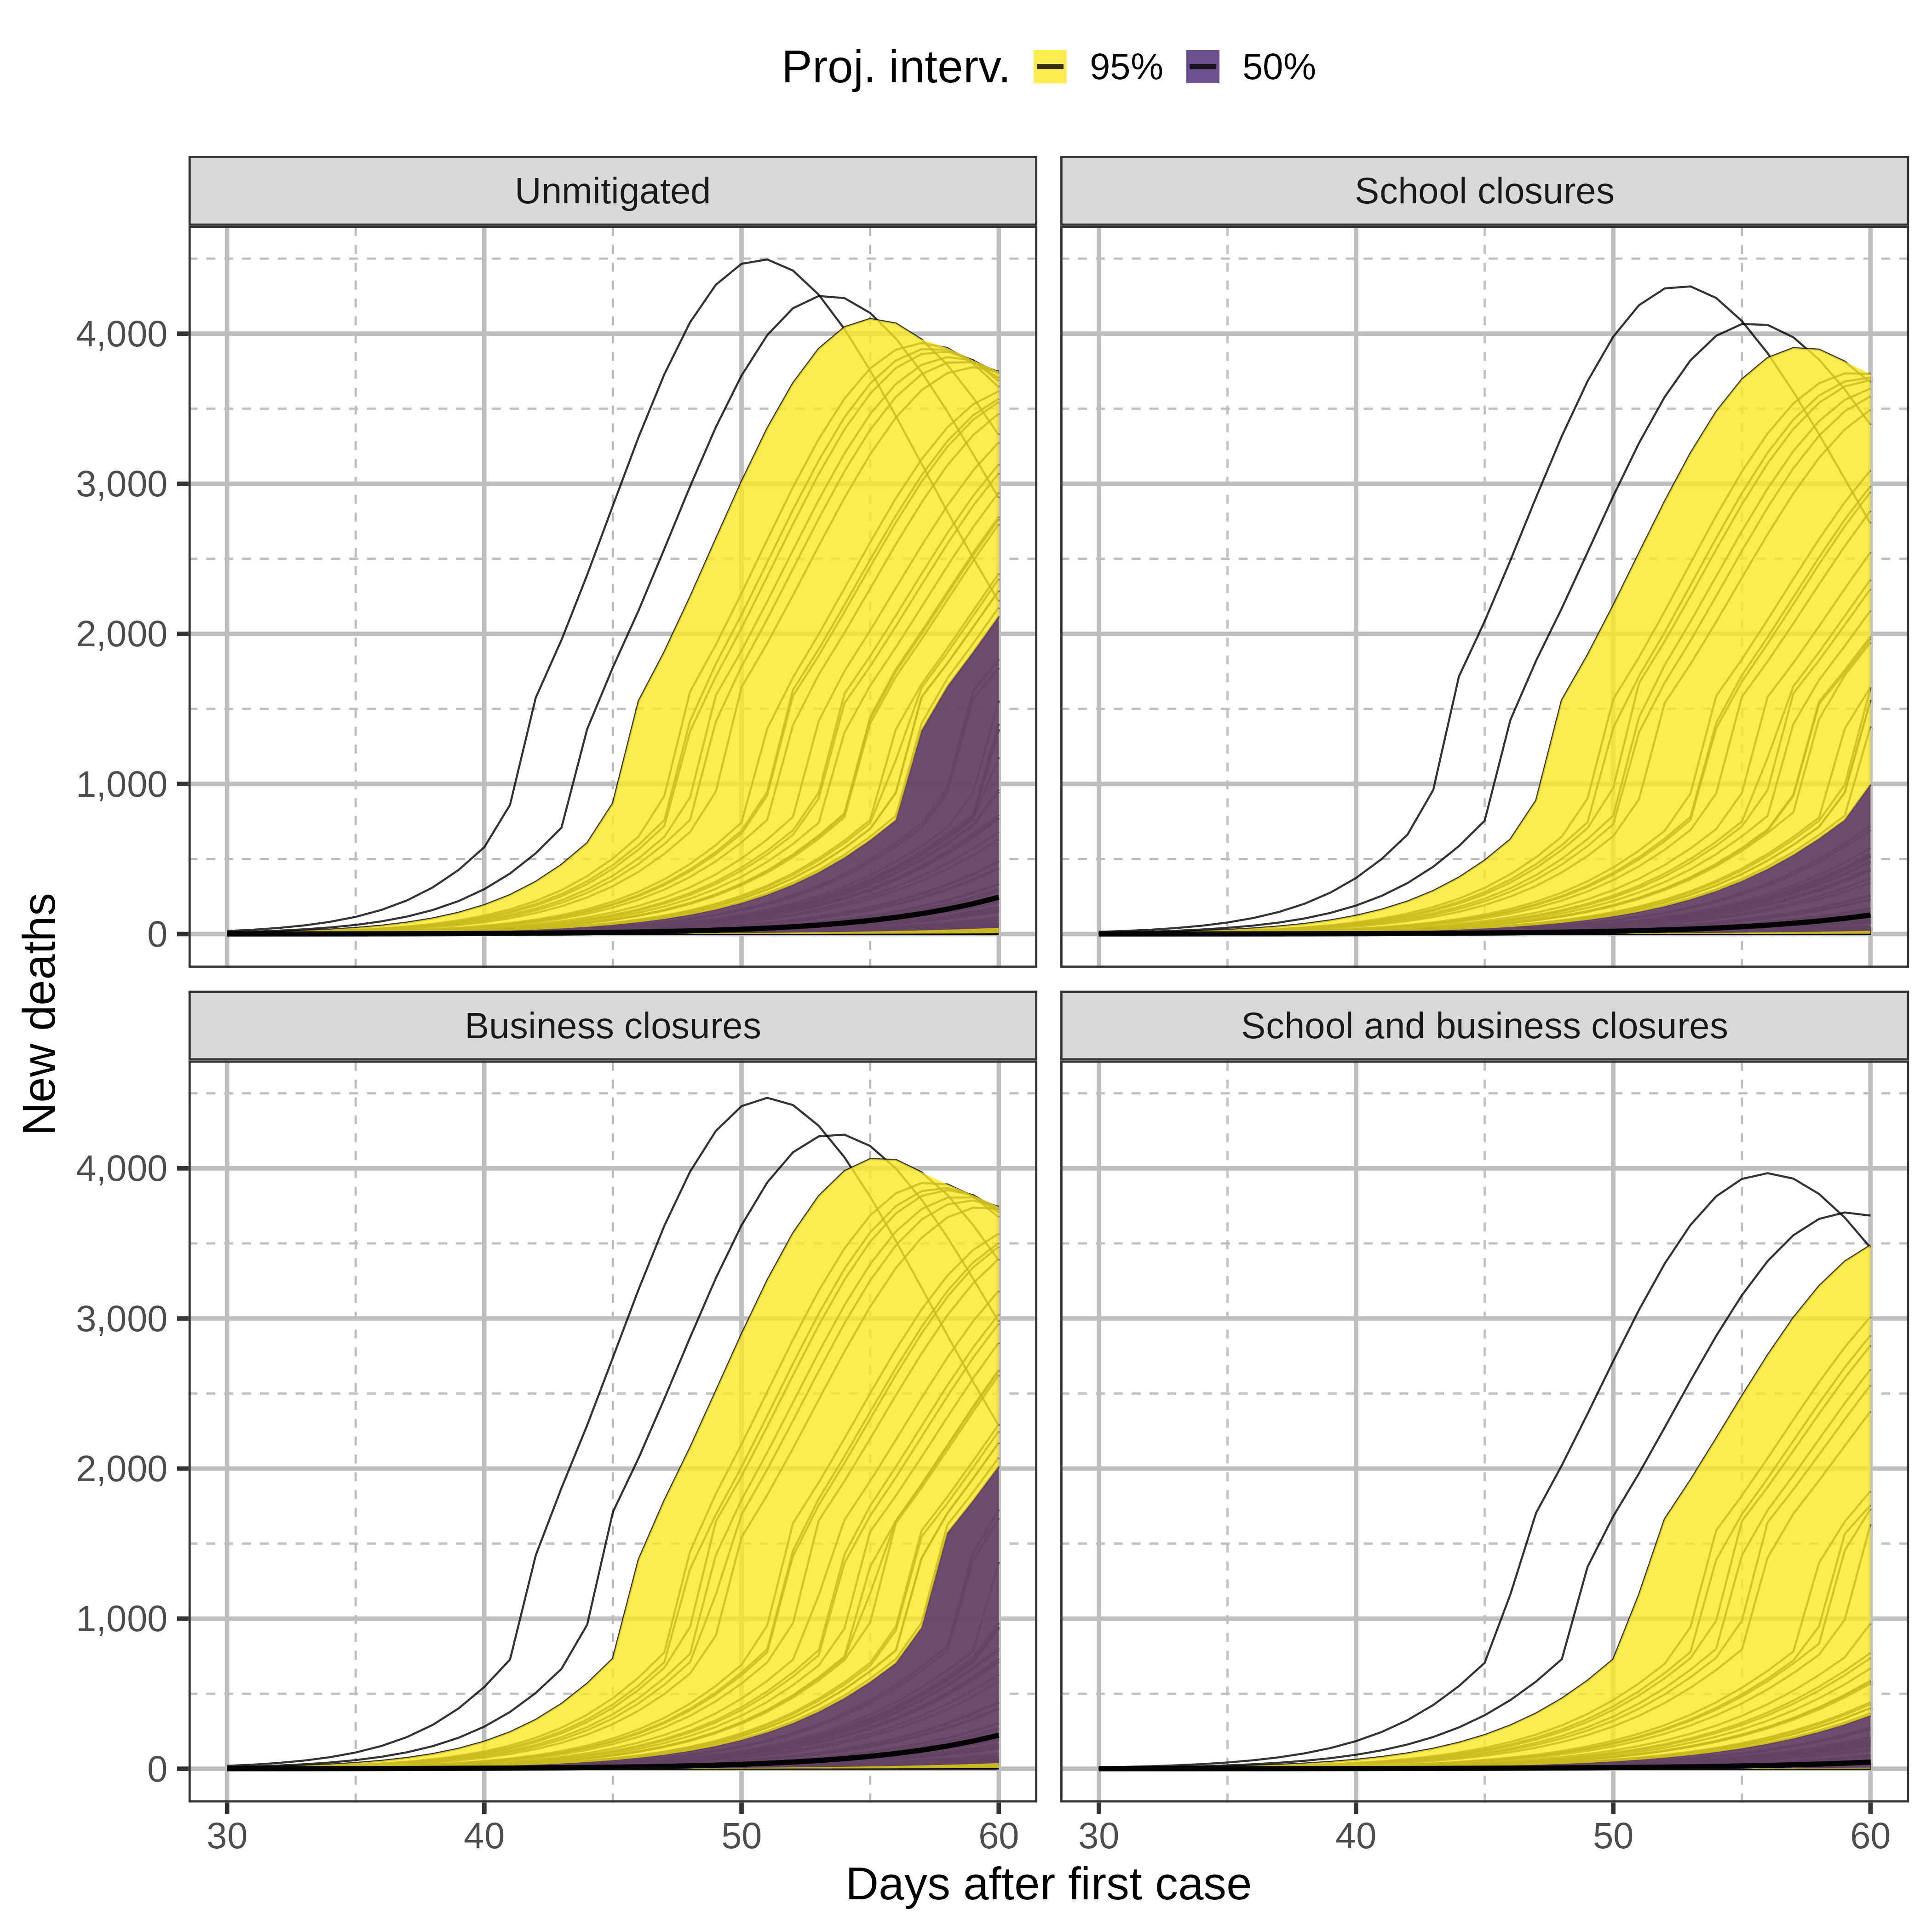 Proj. interv. 95% 50%
Unmitigated
School closures
4,000
3,000
2,000
1,000
0
Business closures
School and business closures
4,000
3,000
2,000
1,000
0
30 40 50 60
30 40 50 60
New deaths
Days after first case